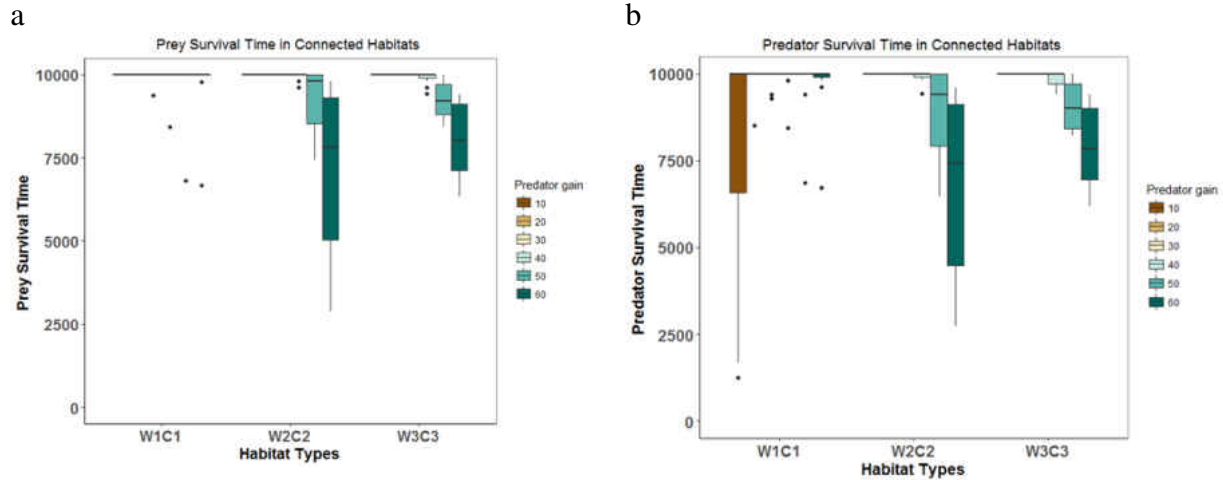 a
Prey Survival Time in Connected Habitats
10000
7500
5000
2500
0
Prey Survival Time
W1C1 W2C2 W3C3
Habitat Types
Predator gain
10
20
30
40
50
60
b
Predator Survival Time in Connected Habitats
10000
7500
5000
2500
0
Predator Survival Time
W1C1 W2C2 W3C3
Habitat Types
Predator gain
10
20
30
40
50
60